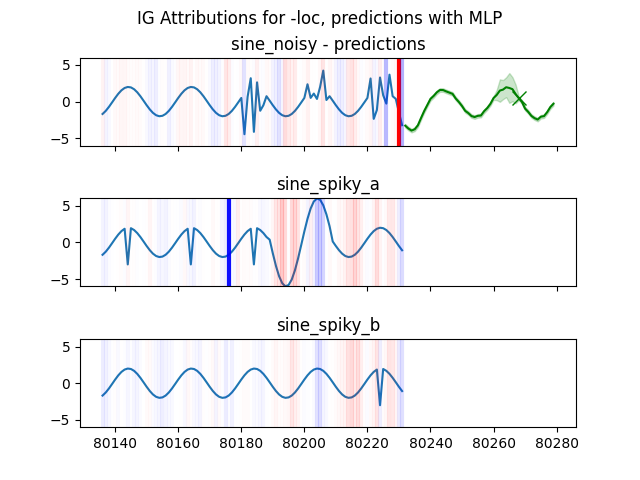 IG Attributions for -loc, predictions with MLP
sine_noisy - predictions
5
0
−5
sine_spiky_a
5
0
−5
sine_spiky_b
5
0
−5
80140 80160 80180 80200 80220 80240 80260 80280